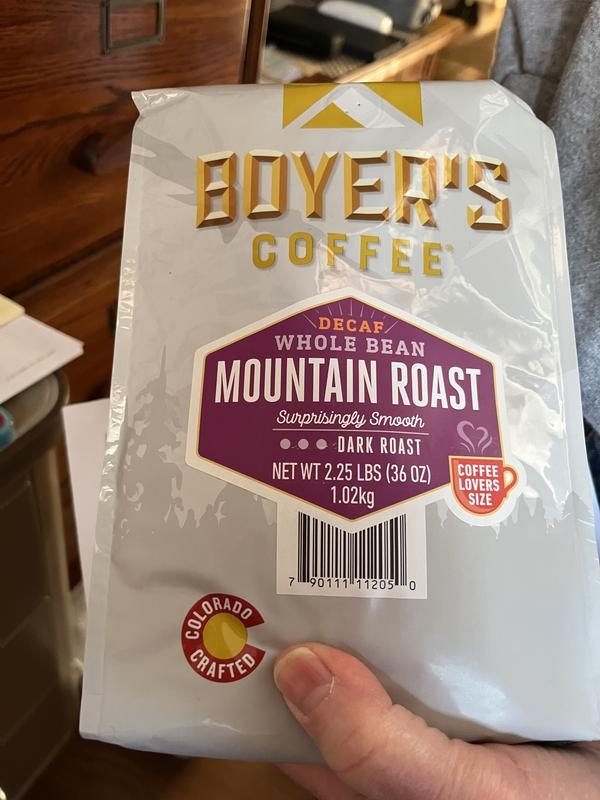 BOYER'S
COFFEE
DECAF
WHOLE BEAN
MOUNTAIN ROAST
Surprisingly Smooth
DARK ROAST
NET WT 2.25 LBS (36 OZ)
1.02kg
COFFEE
LOVERS
SIZE
7 90111 11205 0
COLORADO
CRAFTED